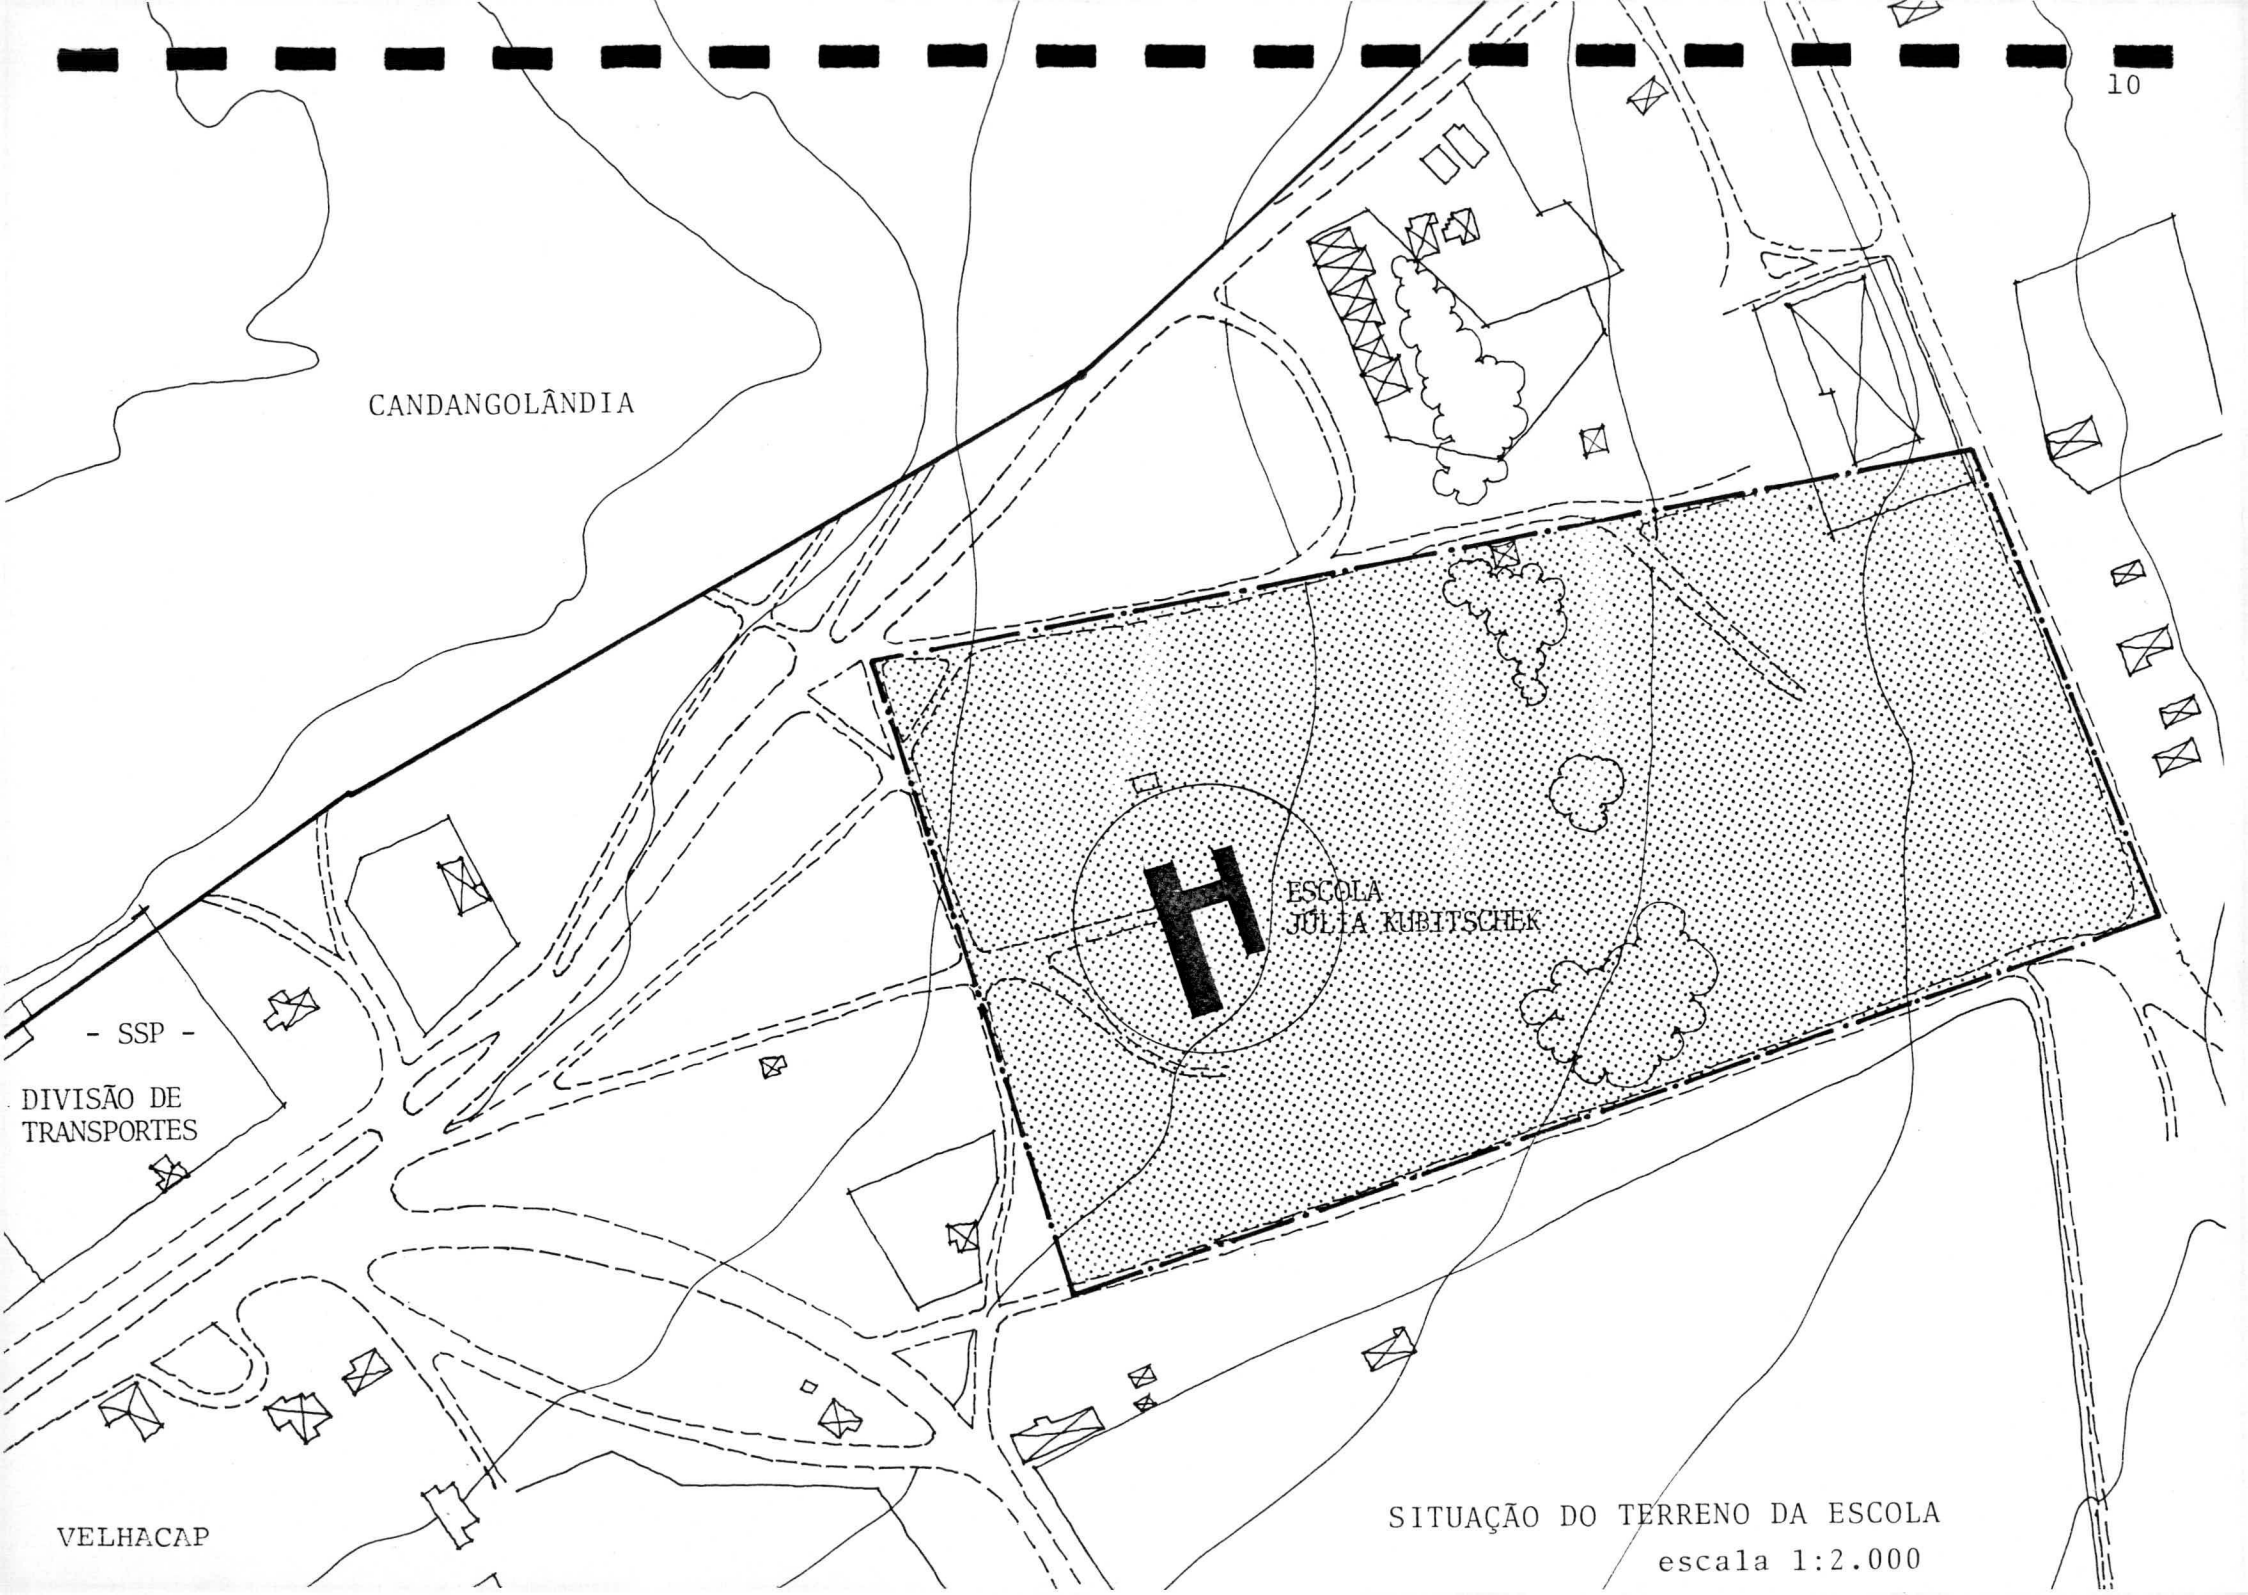 10
CANDANGOLÂNDIA
ESCOLA
JÚLIA KUBITSCHEK
- SSP -
DIVISÃO DE
TRANSPORTES
VELHACAP
SITUAÇÃO DO TERRENO DA ESCOLA
escala 1:2.000